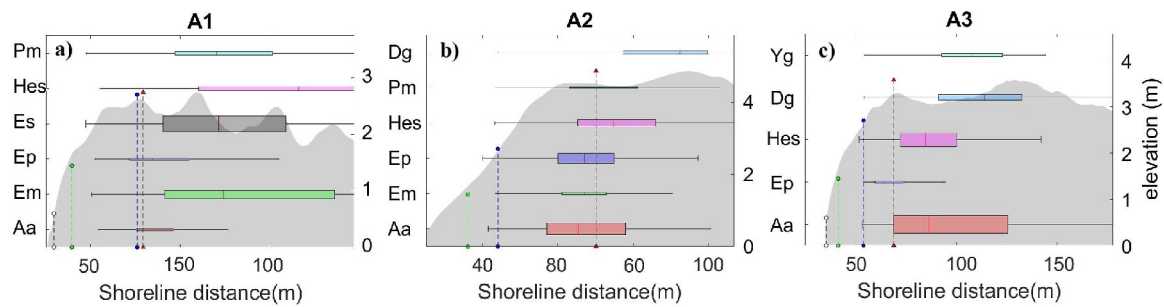 A1
A2
A3
a)
b)
c)
Pm
Hes
Es
Ep
Em
Aa
3
2
1
0
50
150
100
Shoreline distance(m)
Dg
Pm
Hes
Ep
Em
Aa
4
2
0
40
80
60
100
Shoreline distance(m)
Yg
Dg
Hes
Ep
Aa
4
3
2
1
0
50
100
150
Shoreline distance(m)
elevation (m)